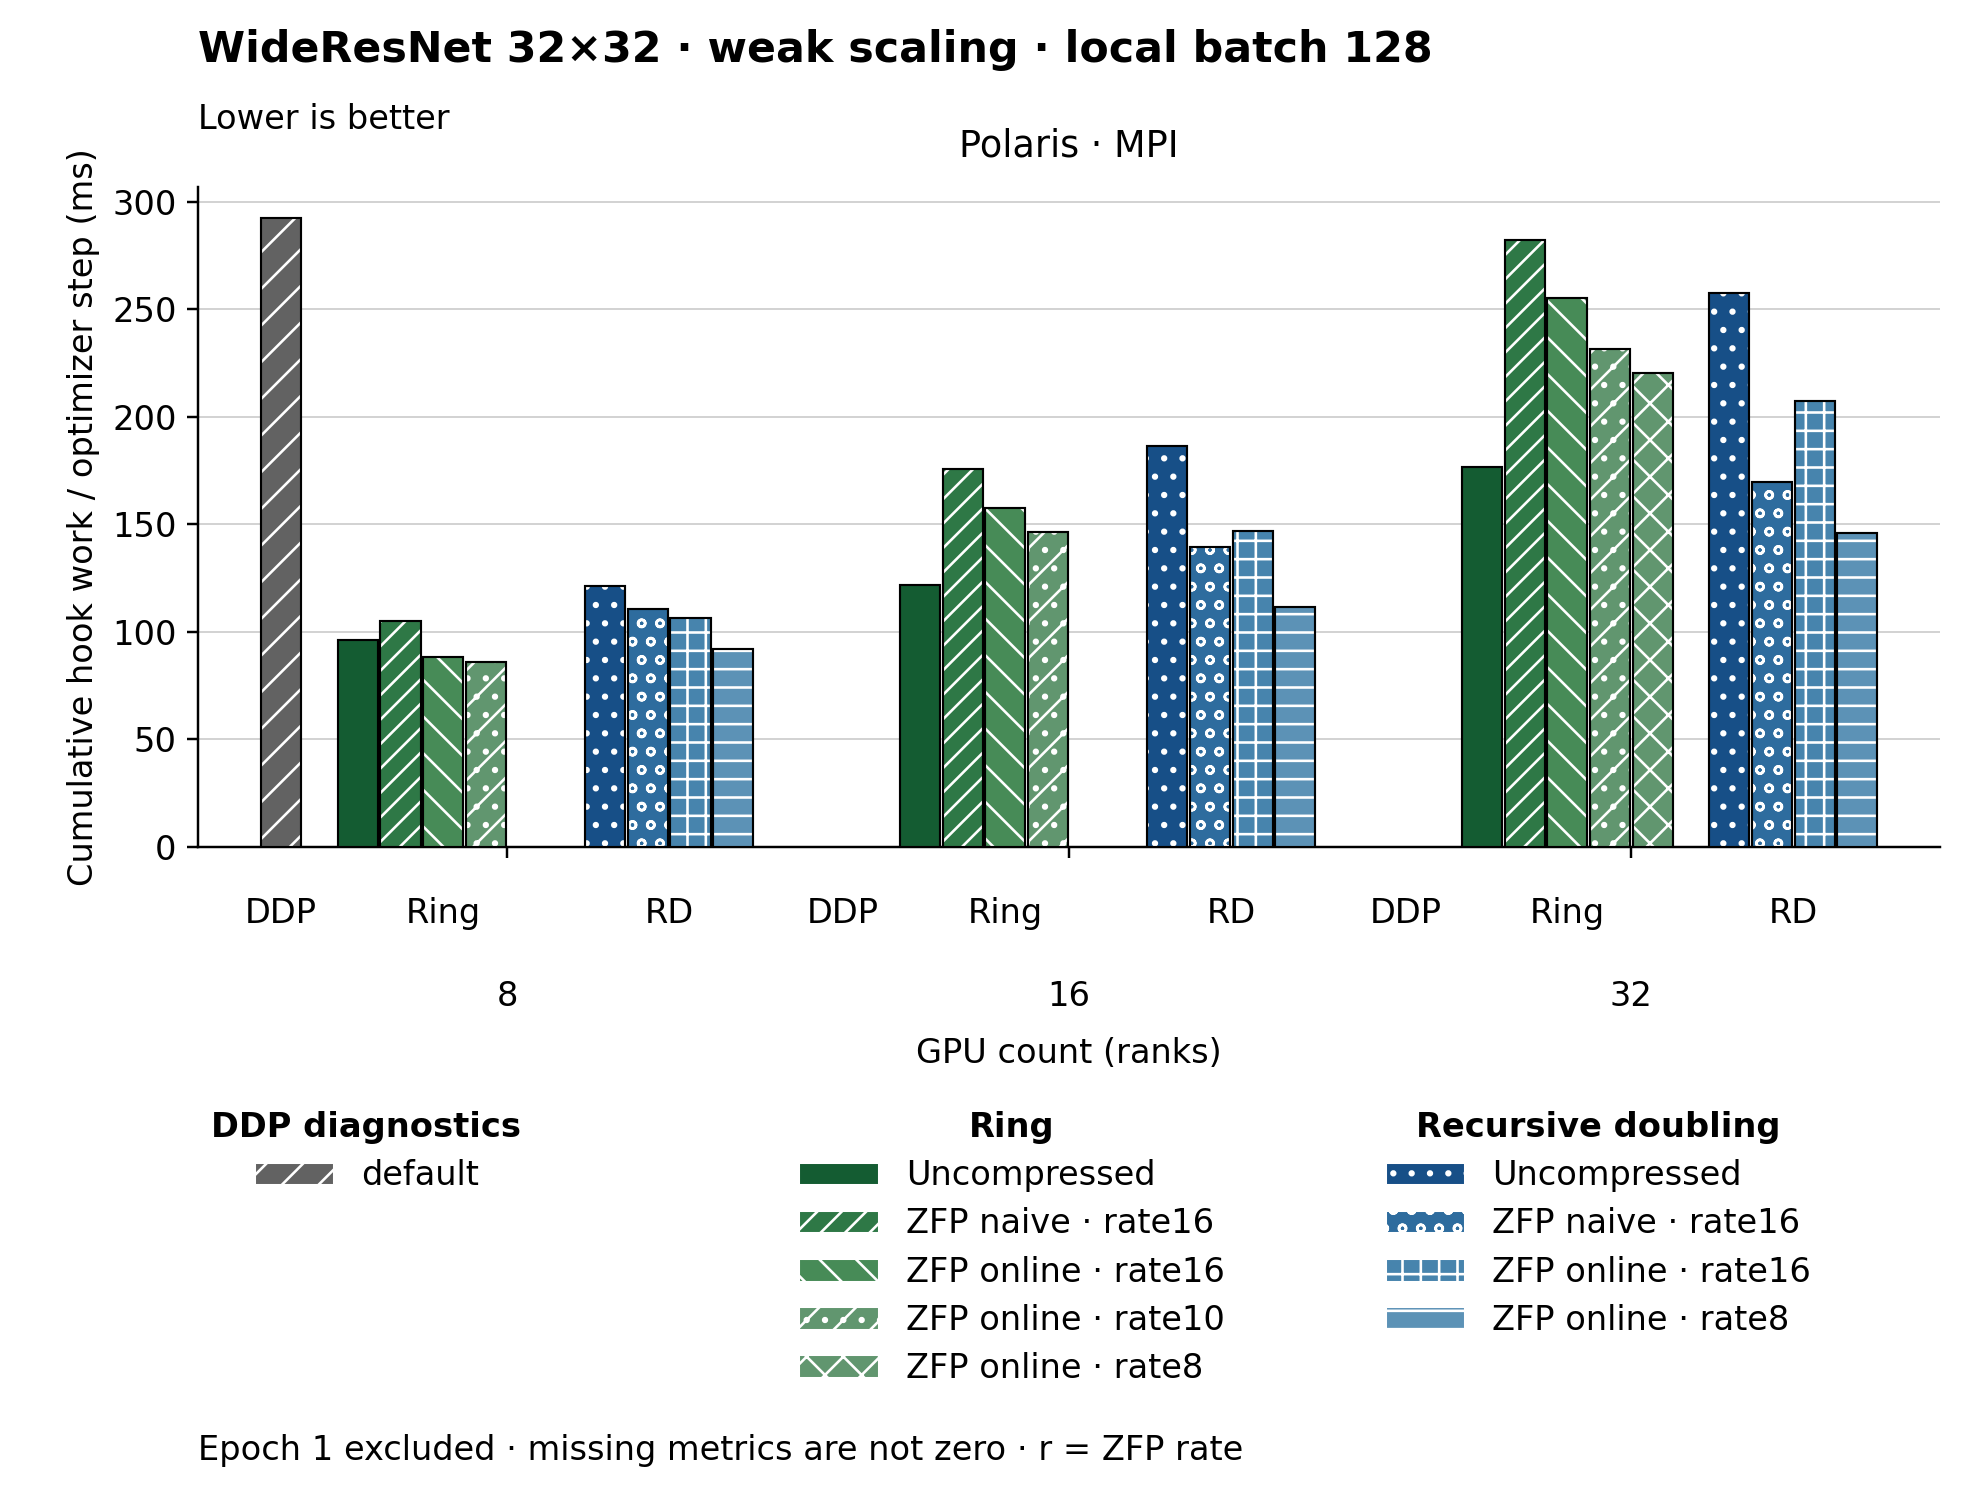 WideResNet 32×32 · weak scaling · local batch 128
Lower is better
Polaris · MPI
Cumulative hook work / optimizer step (ms)
300
250
200
150
100
50
0
DDP Ring RD DDP Ring RD DDP Ring RD
8 16 32
GPU count (ranks)
DDP diagnostics
default
Ring
Uncompressed
ZFP naive · rate16
ZFP online · rate16
ZFP online · rate10
ZFP online · rate8
Recursive doubling
Uncompressed
ZFP naive · rate16
ZFP online · rate16
ZFP online · rate8
Epoch 1 excluded · missing metrics are not zero · r = ZFP rate